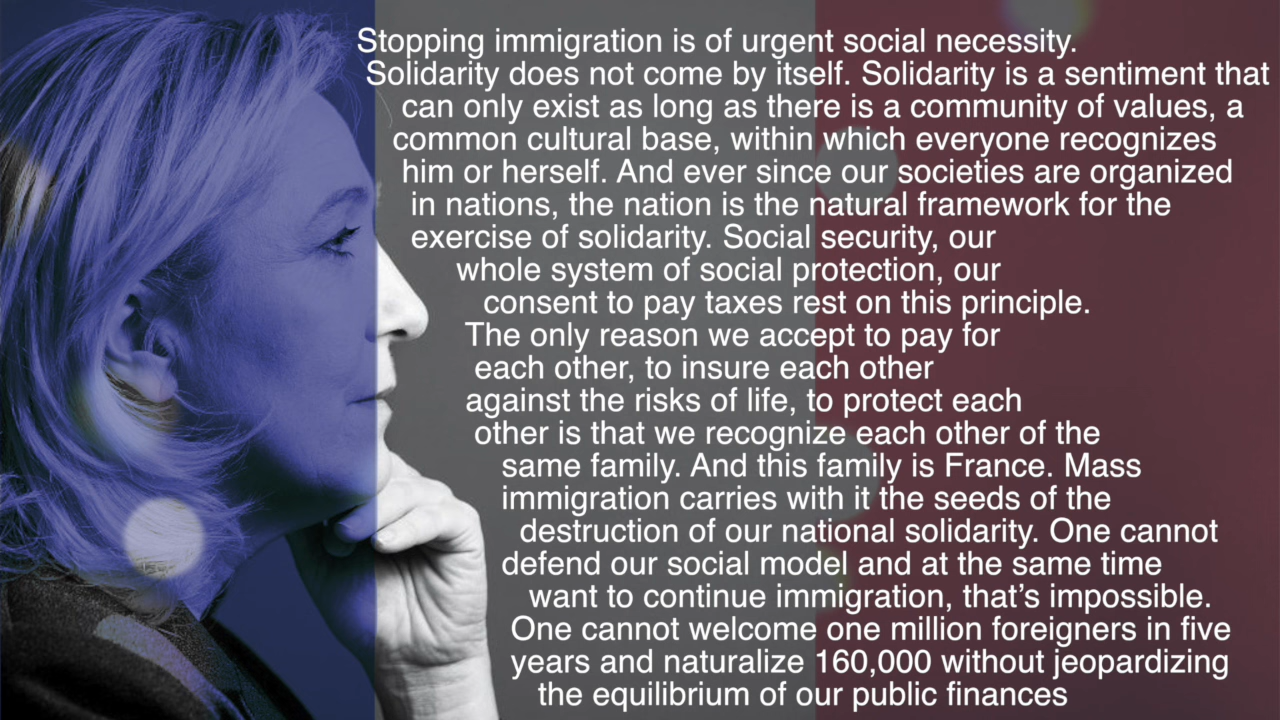 Stopping immigration is of urgent social necessity.
Solidarity does not come by itself. Solidarity is a sentiment that
can only exist as long as there is a community of values, a
common cultural base, within which everyone recognizes
him or herself. And ever since our societies are organized
in nations, the nation is the natural framework for the
exercise of solidarity. Social security, our
whole system of social protection, our
consent to pay taxes rest on this principle.
The only reason we accept to pay for
each other, to insure each other
against the risks of life, to protect each
other is that we recognize each other of the
same family. And this family is France. Mass
immigration carries with it the seeds of the
destruction of our national solidarity. One cannot
defend our social model and at the same time
want to continue immigration, that’s impossible.
One cannot welcome one million foreigners in five
years and naturalize 160,000 without jeopardizing
the equilibrium of our public finances